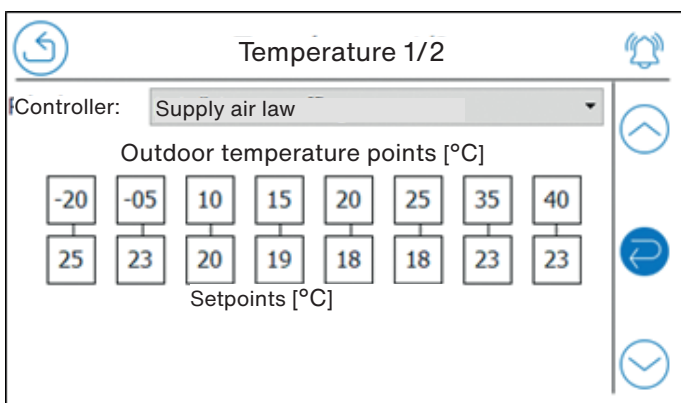 Temperature 1/2
Controller: Supply air law
Outdoor temperature points [°C]
-20 -05 10 15 20 25 35 40
25 23 20 19 18 18 23 23
Setpoints [°C]